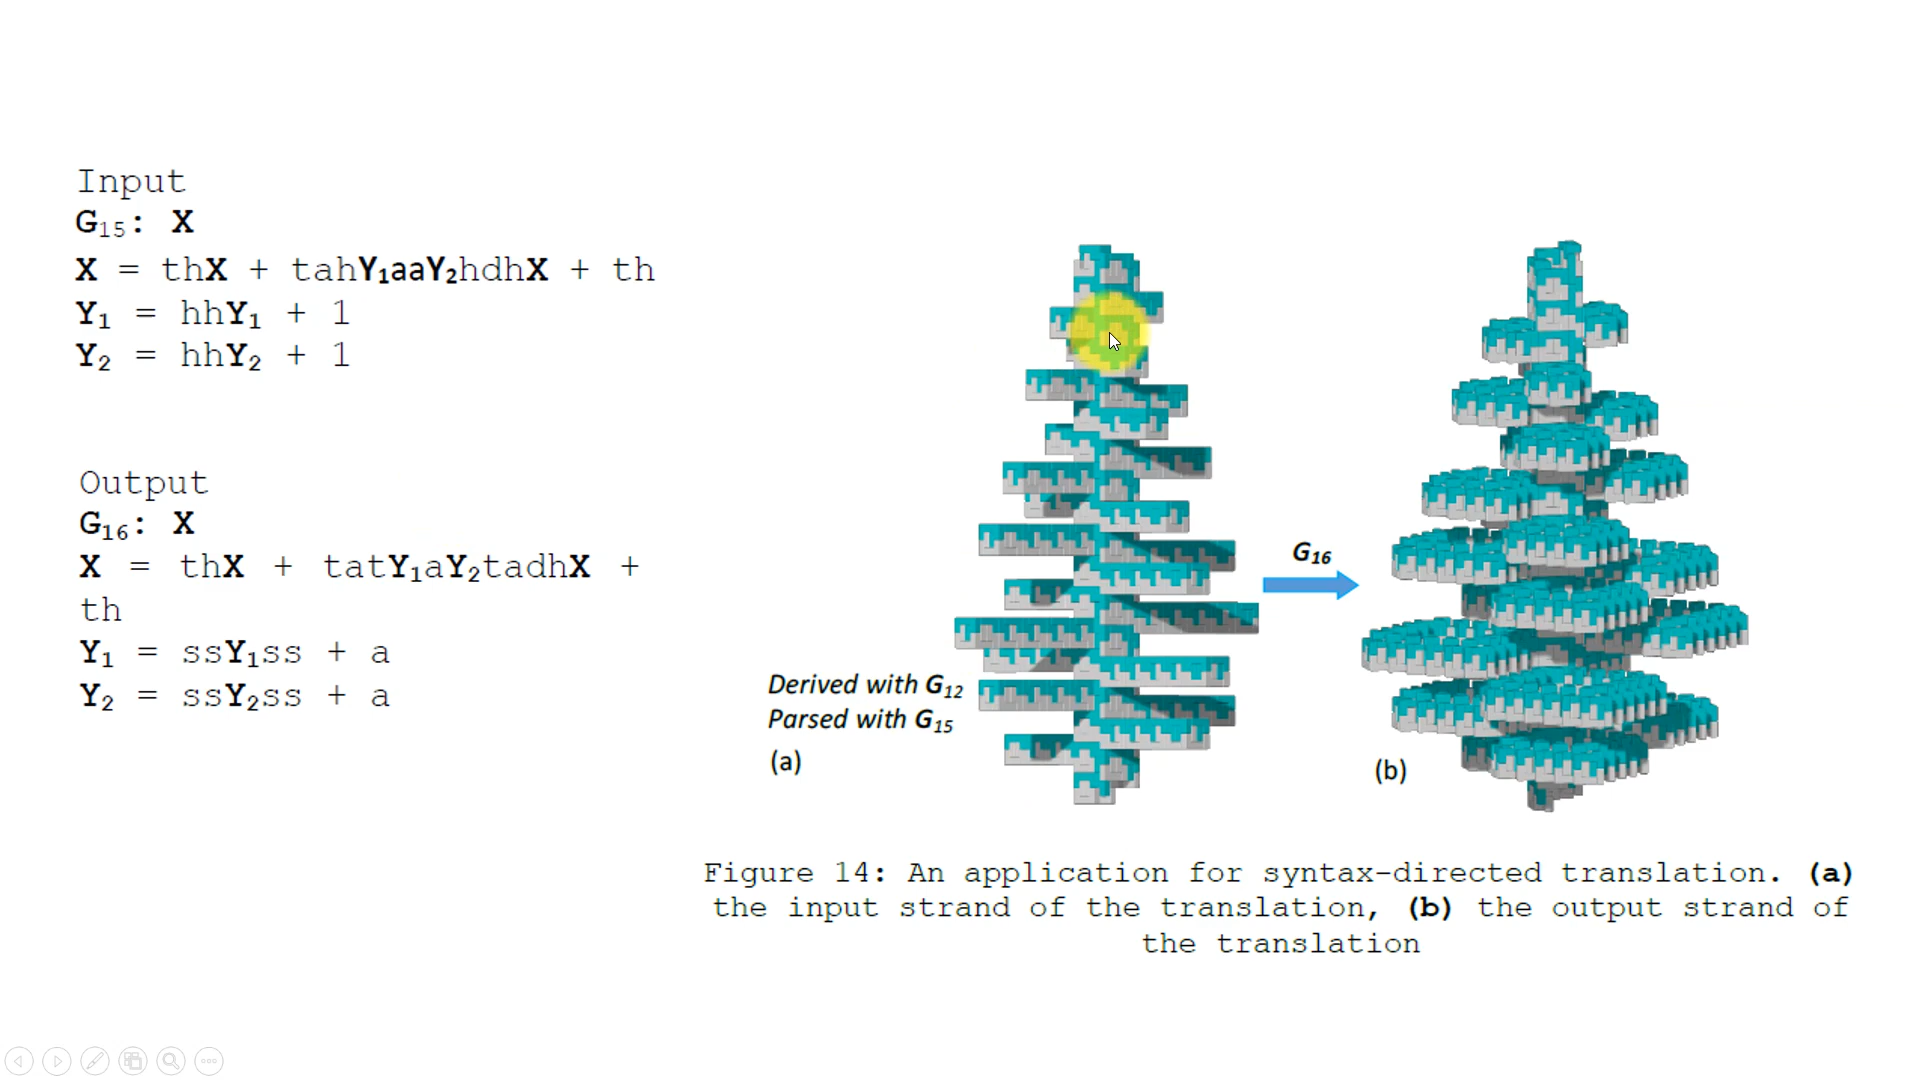 Input
G₁₅: X
X = thX + tahY₁aaY₂hdhX + th
Y₁ = hhY₁ + 1
Y₂ = hhY₂ + 1
Output
G₁₆: X
X = thX + tatY₁aY₂tadhX +
th
Y₁ = ssY₁ss + a
Y₂ = ssY₂ss + a
G₁₆
Derived with G₁₂
Parsed with G₁₅
(a)
(b)
Figure 14: An application for syntax-directed translation. (a)
the input strand of the translation, (b) the output strand of
the translation